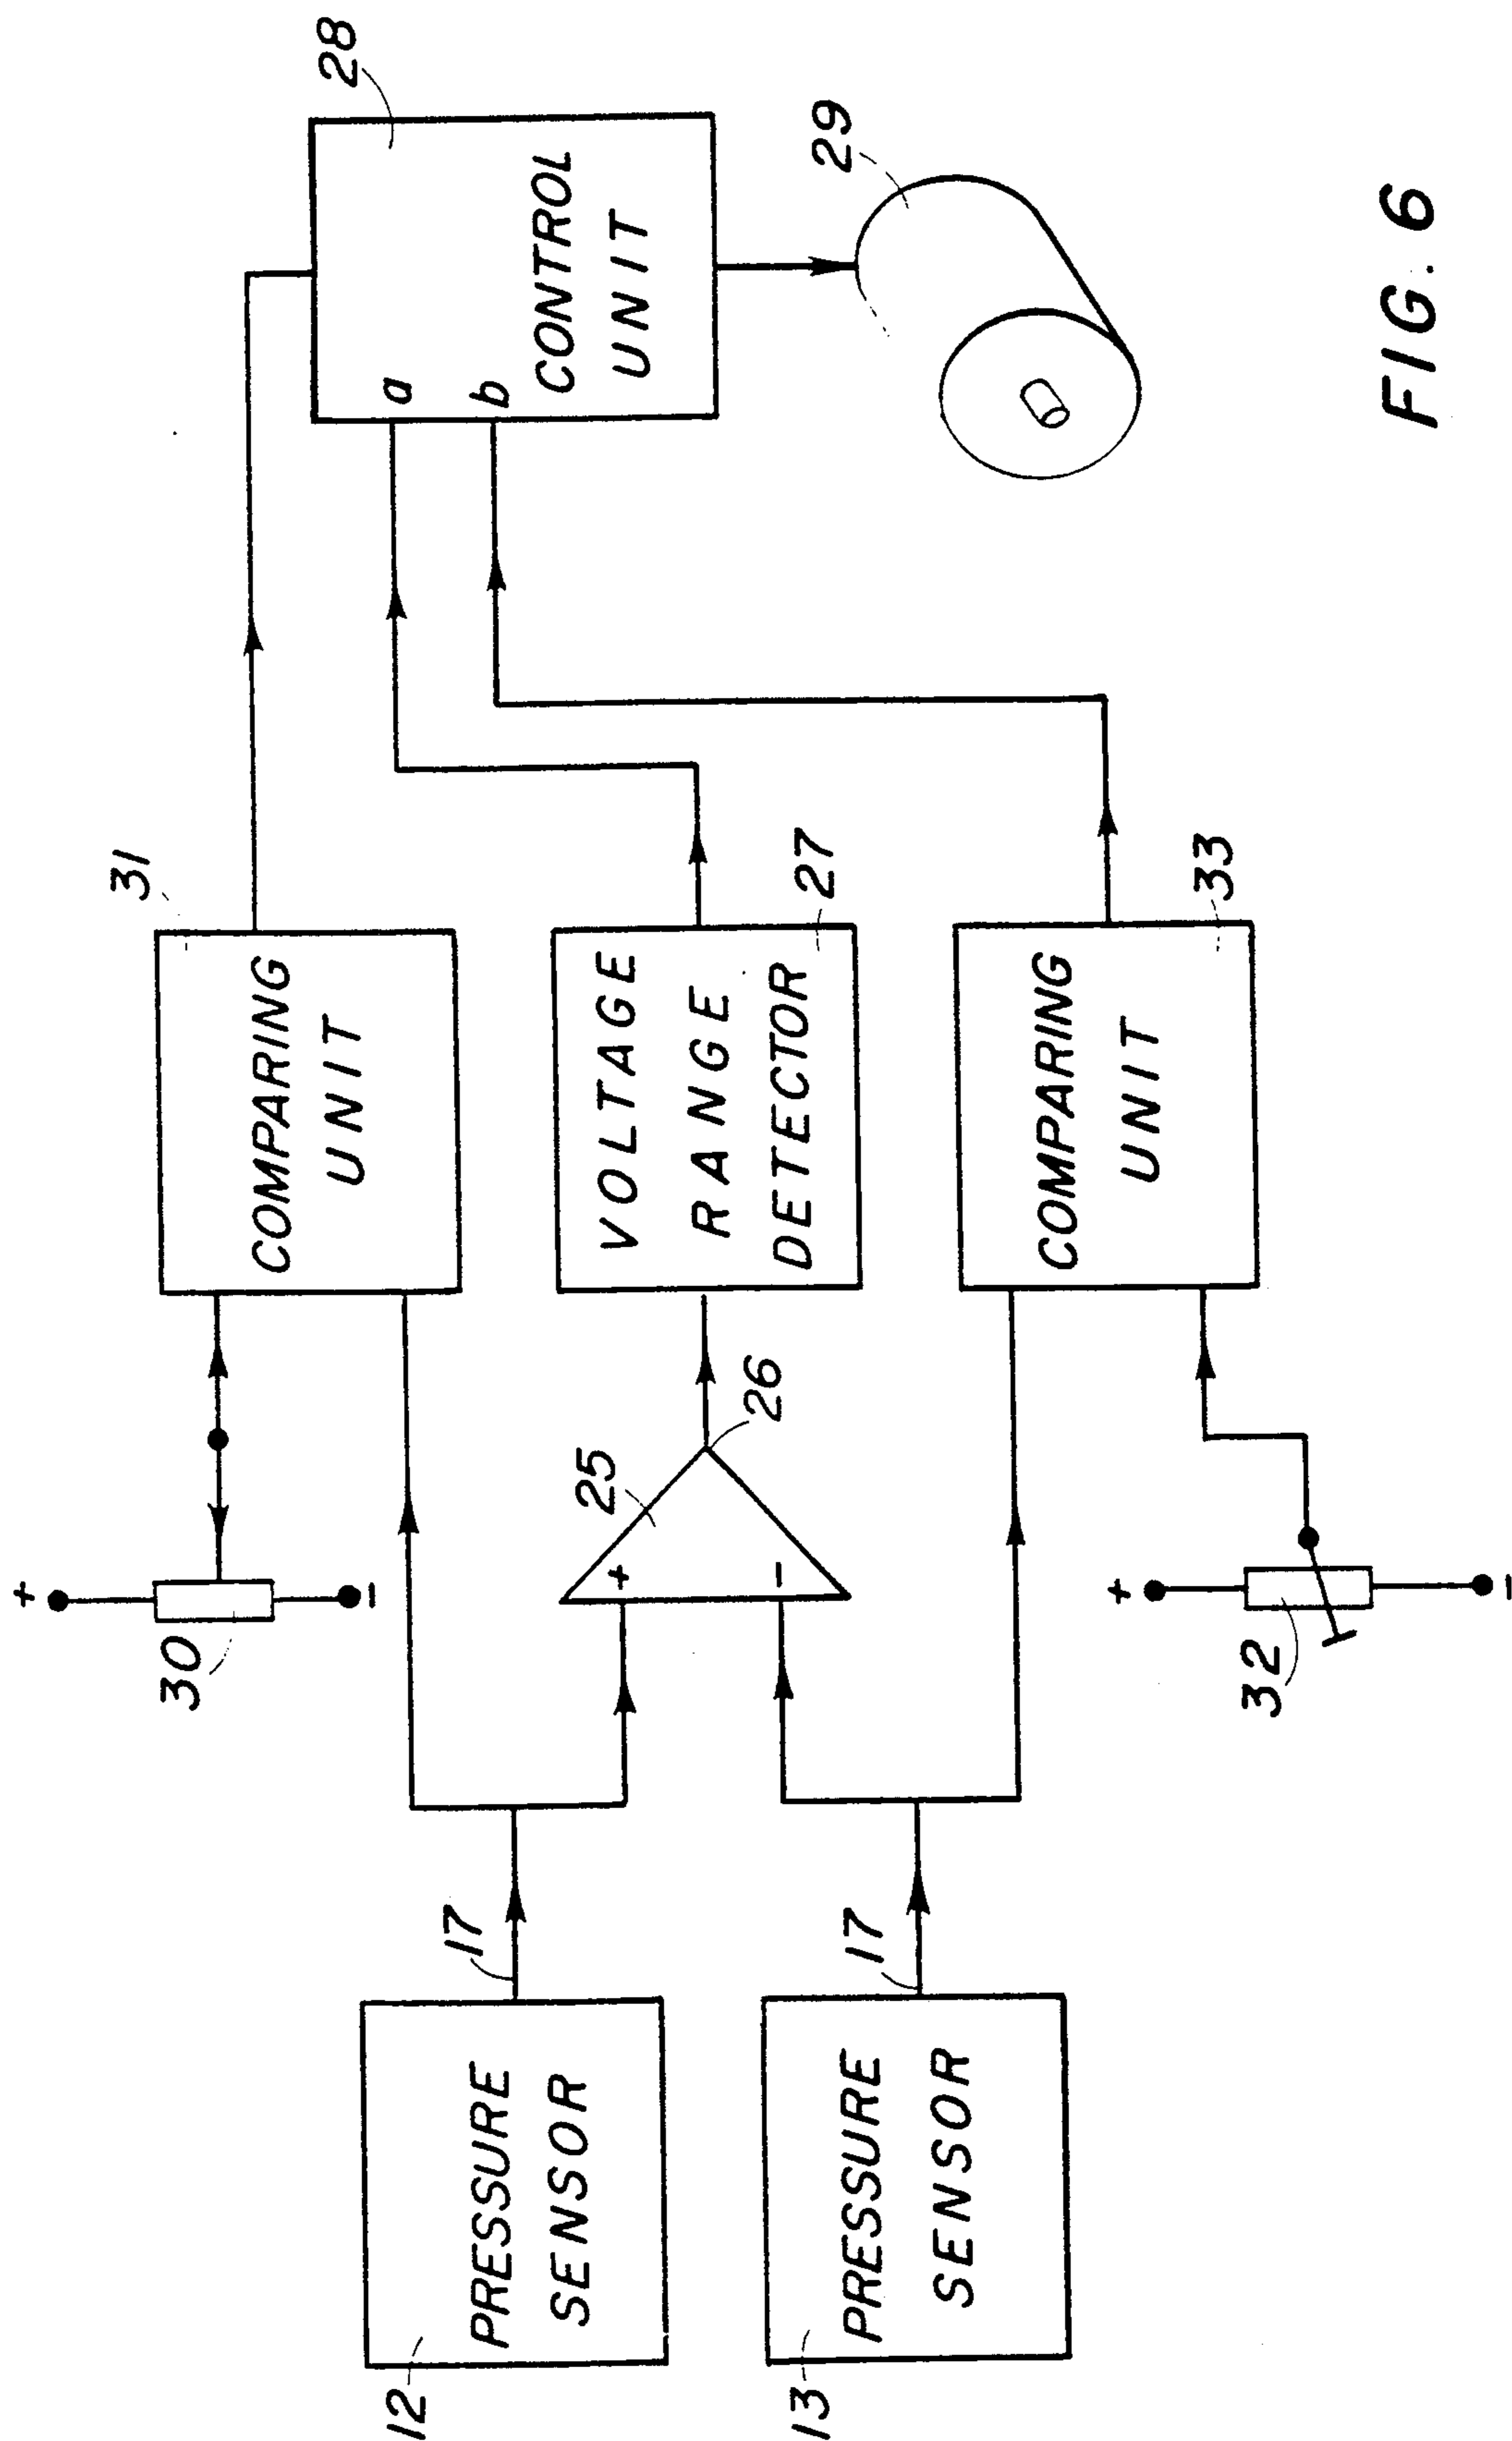 28
31
a
b
CONTROL
UNIT
29
COMPARING
UNIT
+
30
−
VOLTAGE
RANGE
DETECTOR
27
25
26
+
−
17
PRESSURE
SENSOR
12
COMPARING
UNIT
33
+
32
−
17
PRESSURE
SENSOR
13
FIG. 6